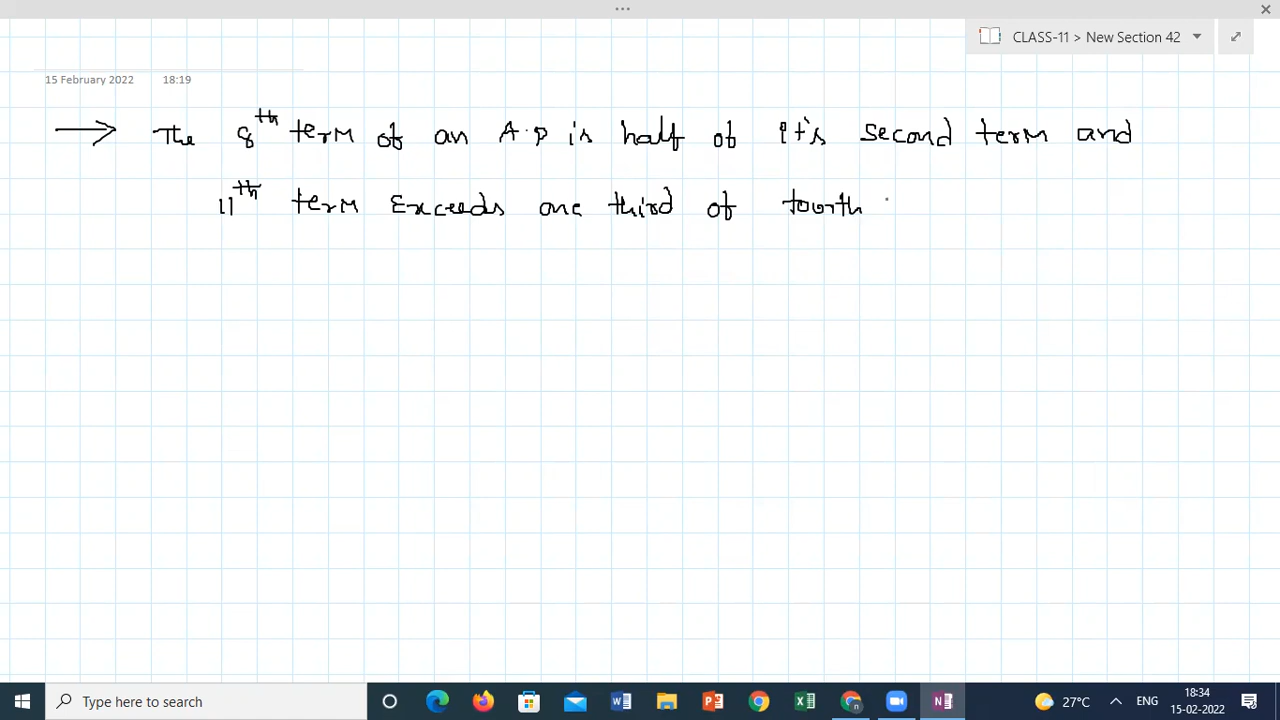 CLASS-11 > New Section 42
15 February 2022 18:19
The 8th term of an A.P is half of it's second term and
11th term Exceeds one third of fourth
Type here to search
27°C
ENG
18:34
15-02-2022